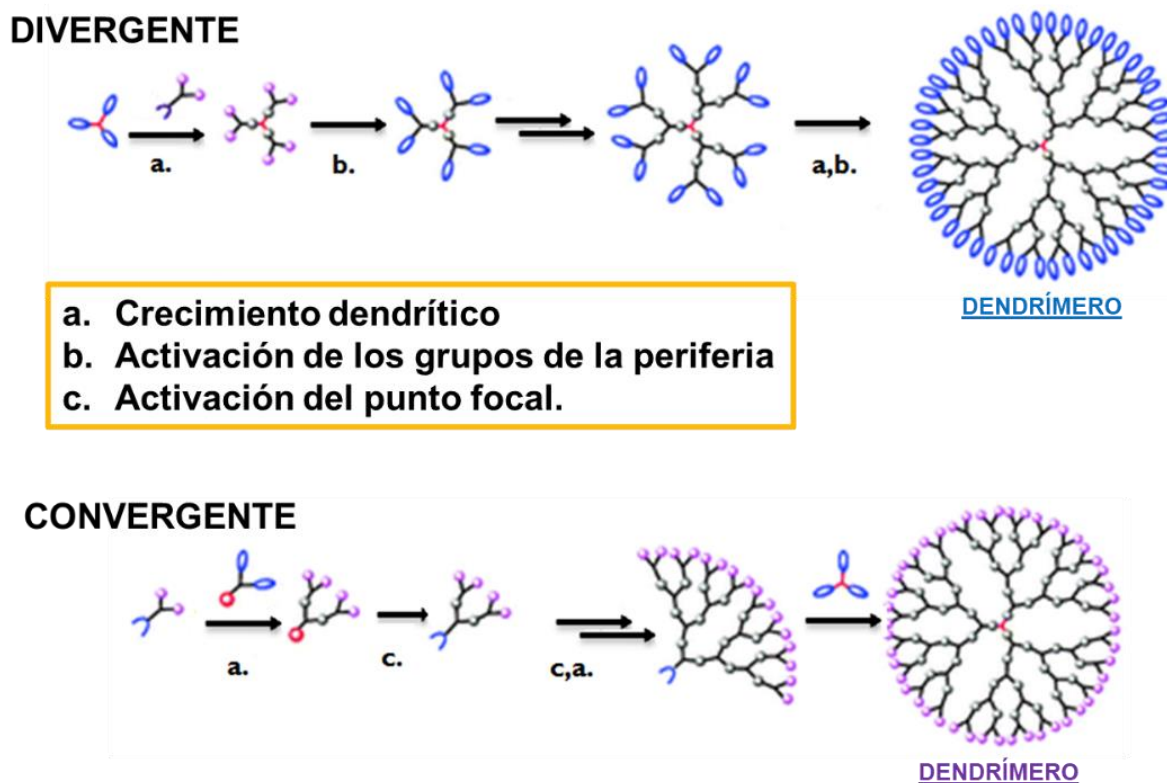 DIVERGENTE
a.
b.
a,b.
DENDRÍMERO
a. Crecimiento dendrítico
b. Activación de los grupos de la periferia
c. Activación del punto focal.
CONVERGENTE
a.
c.
c,a.
DENDRÍMERO